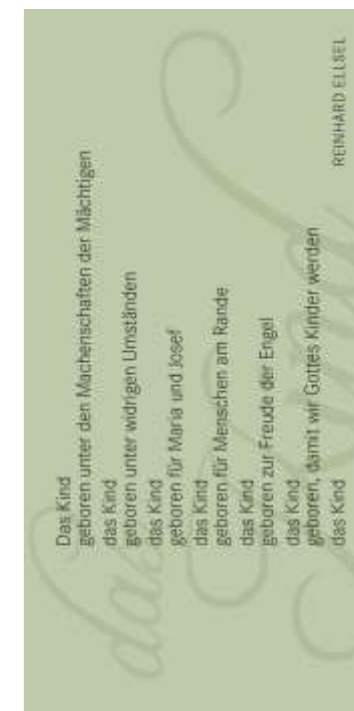 Das Kind
geboren unter den Machenschaften der Mächtigen
das Kind
geboren unter widrigen Umständen
das Kind
geboren für Maria und Josef
das Kind
geboren für Menschen am Rande
das Kind
geboren zur Freude der Engel
das Kind
geboren, damit wir Gottes Kinder werden
das Kind
REINHARD ELLSEL
das Kind